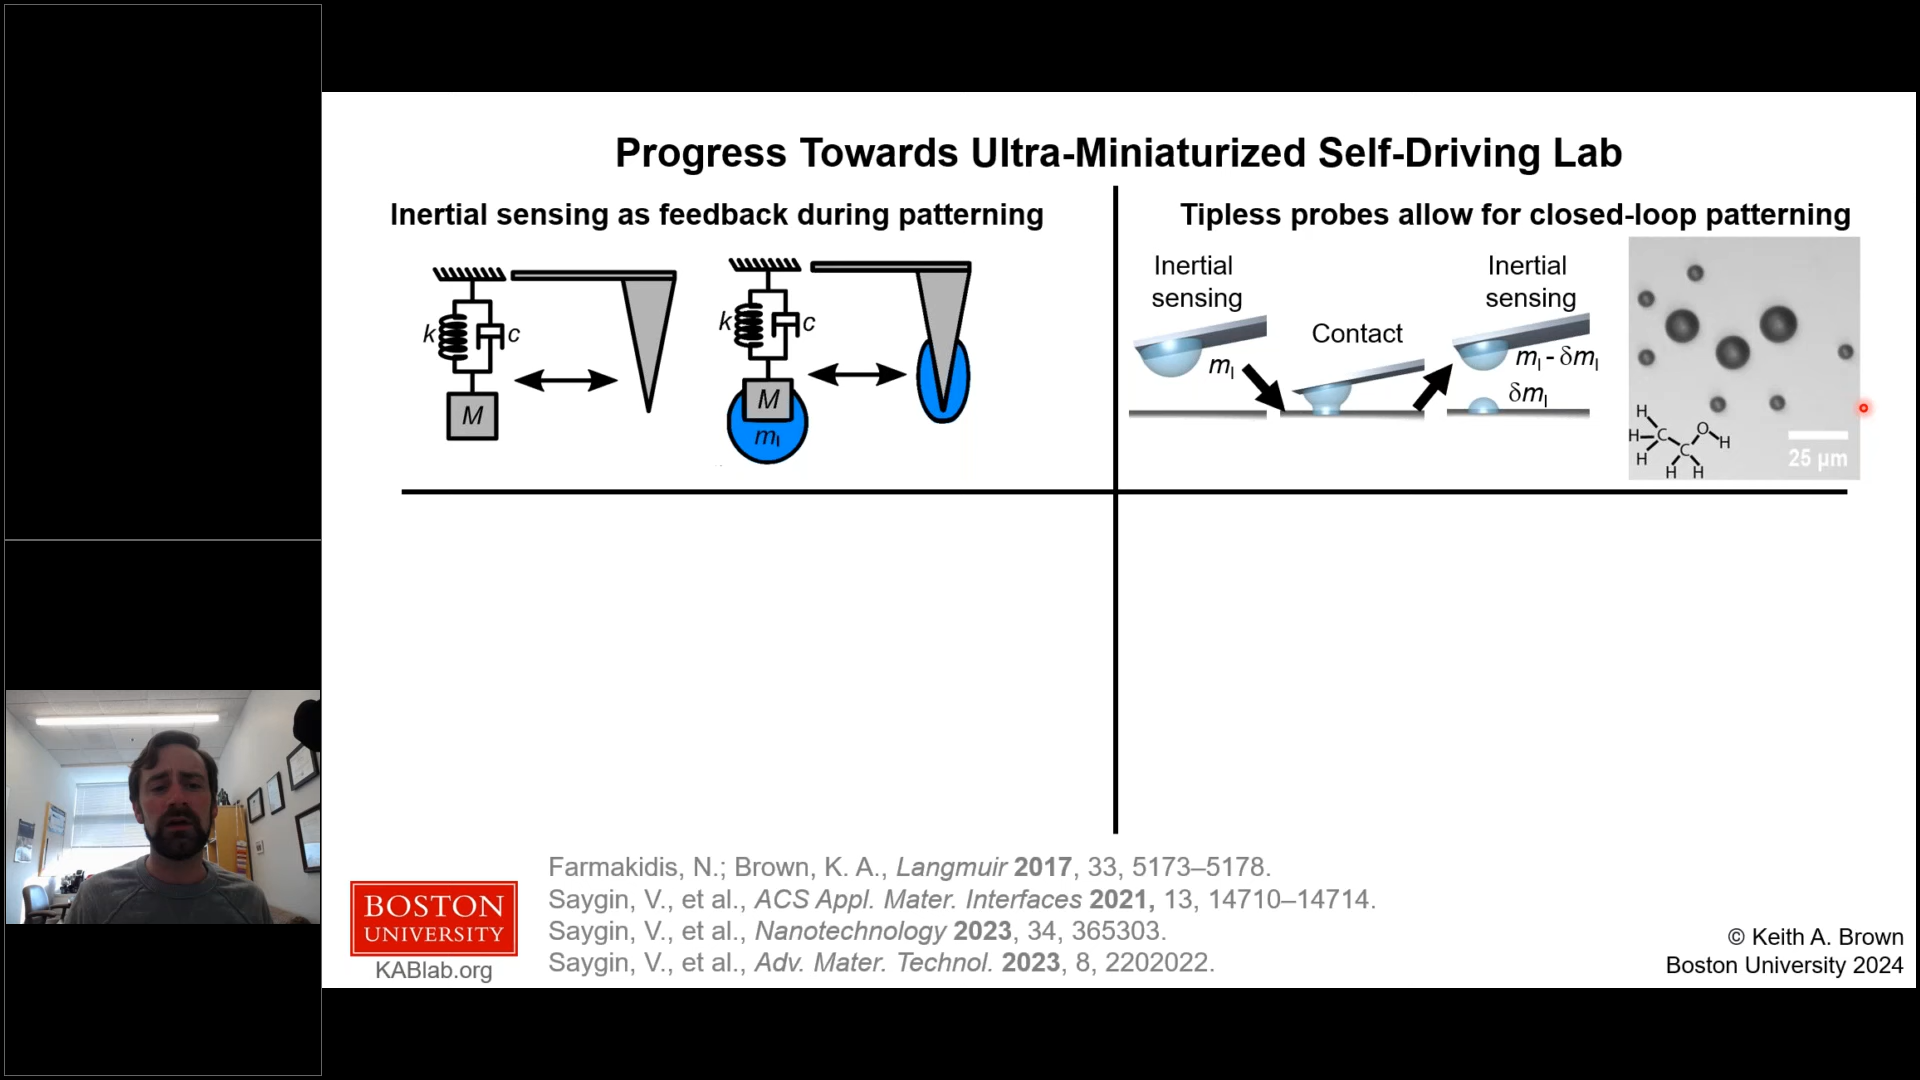 Progress Towards Ultra-Miniaturized Self-Driving Lab
Inertial sensing as feedback during patterning
k
c
M
k
c
M
ml
Tipless probes allow for closed-loop patterning
Inertial
sensing
ml
Contact
Inertial
sensing
ml - δml
δml
H
H
C
H
C
O
H
H
H
25 μm
Farmakidis, N.; Brown, K. A., Langmuir 2017, 33, 5173–5178.
Saygin, V., et al., ACS Appl. Mater. Interfaces 2021, 13, 14710–14714.
Saygin, V., et al., Nanotechnology 2023, 34, 365303.
Saygin, V., et al., Adv. Mater. Technol. 2023, 8, 2202022.
BOSTON
UNIVERSITY
KABlab.org
© Keith A. Brown
Boston University 2024